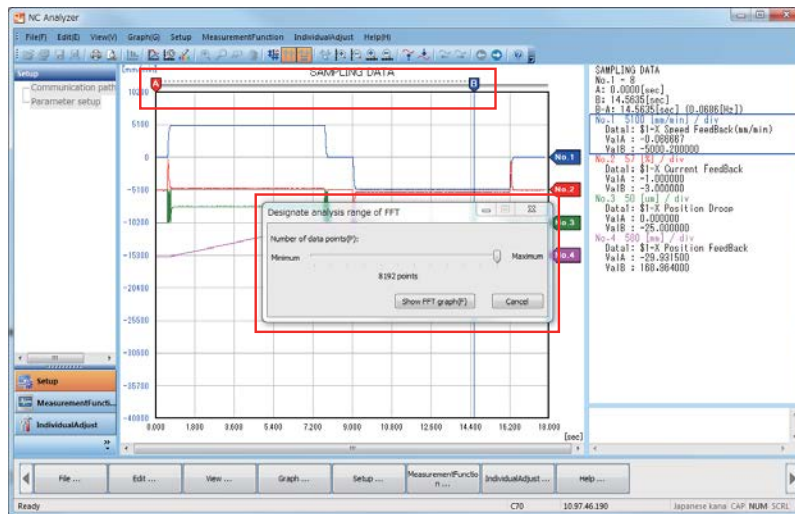 NC Analyzer
File(F) Edit(E) View(V) Graph(G) Setup MeasurementFunction IndividualAdjust Help(H)
Setup
Communication path
Parameter setup
Setup
MeasurementFuncti...
IndividualAdjust
[mm/min]
SAMPLING DATA
A
B
10200
5100
0
-5100
-10200
-15300
-20400
-25500
-30600
-35700
-40800
0.000 1.800 3.600 5.400 7.200 9.000 10.800 12.600 14.400 16.200 18.000
[sec]
No.1
No.2
No.3
No.4
Designate analysis range of FFT
Number of data points(P):
Minimum Maximum
8192 points
Show FFT graph(F) Cancel
SAMPLING DATA
No.1 - 8
A: 0.0000[sec]
B: 14.5635[sec]
B-A: 14.5635[sec] (0.0686[Hz])
No.1 5100 [mm/min] / div
Data1: $1-X Speed FeedBack(mm/min)
ValA : -0.066667
ValB : -5000.200000
No.2 57 [%] / div
Data1: $1-X Current Feedback
ValA : -1.000000
ValB : -3.000000
No.3 50 [um] / div
Data1: $1-X Position Droop
ValA : 0.000000
ValB : -25.000000
No.4 500 [mm] / div
Data1: $1-X Position FeedBack
ValA : -29.931500
ValB : 160.964000
File ... Edit ... View ... Graph ... Setup ... MeasurementFunctio
n ... IndividualAdjust ... Help ...
Ready C70 10.97.46.190 Japanese kana CAP NUM SCRL